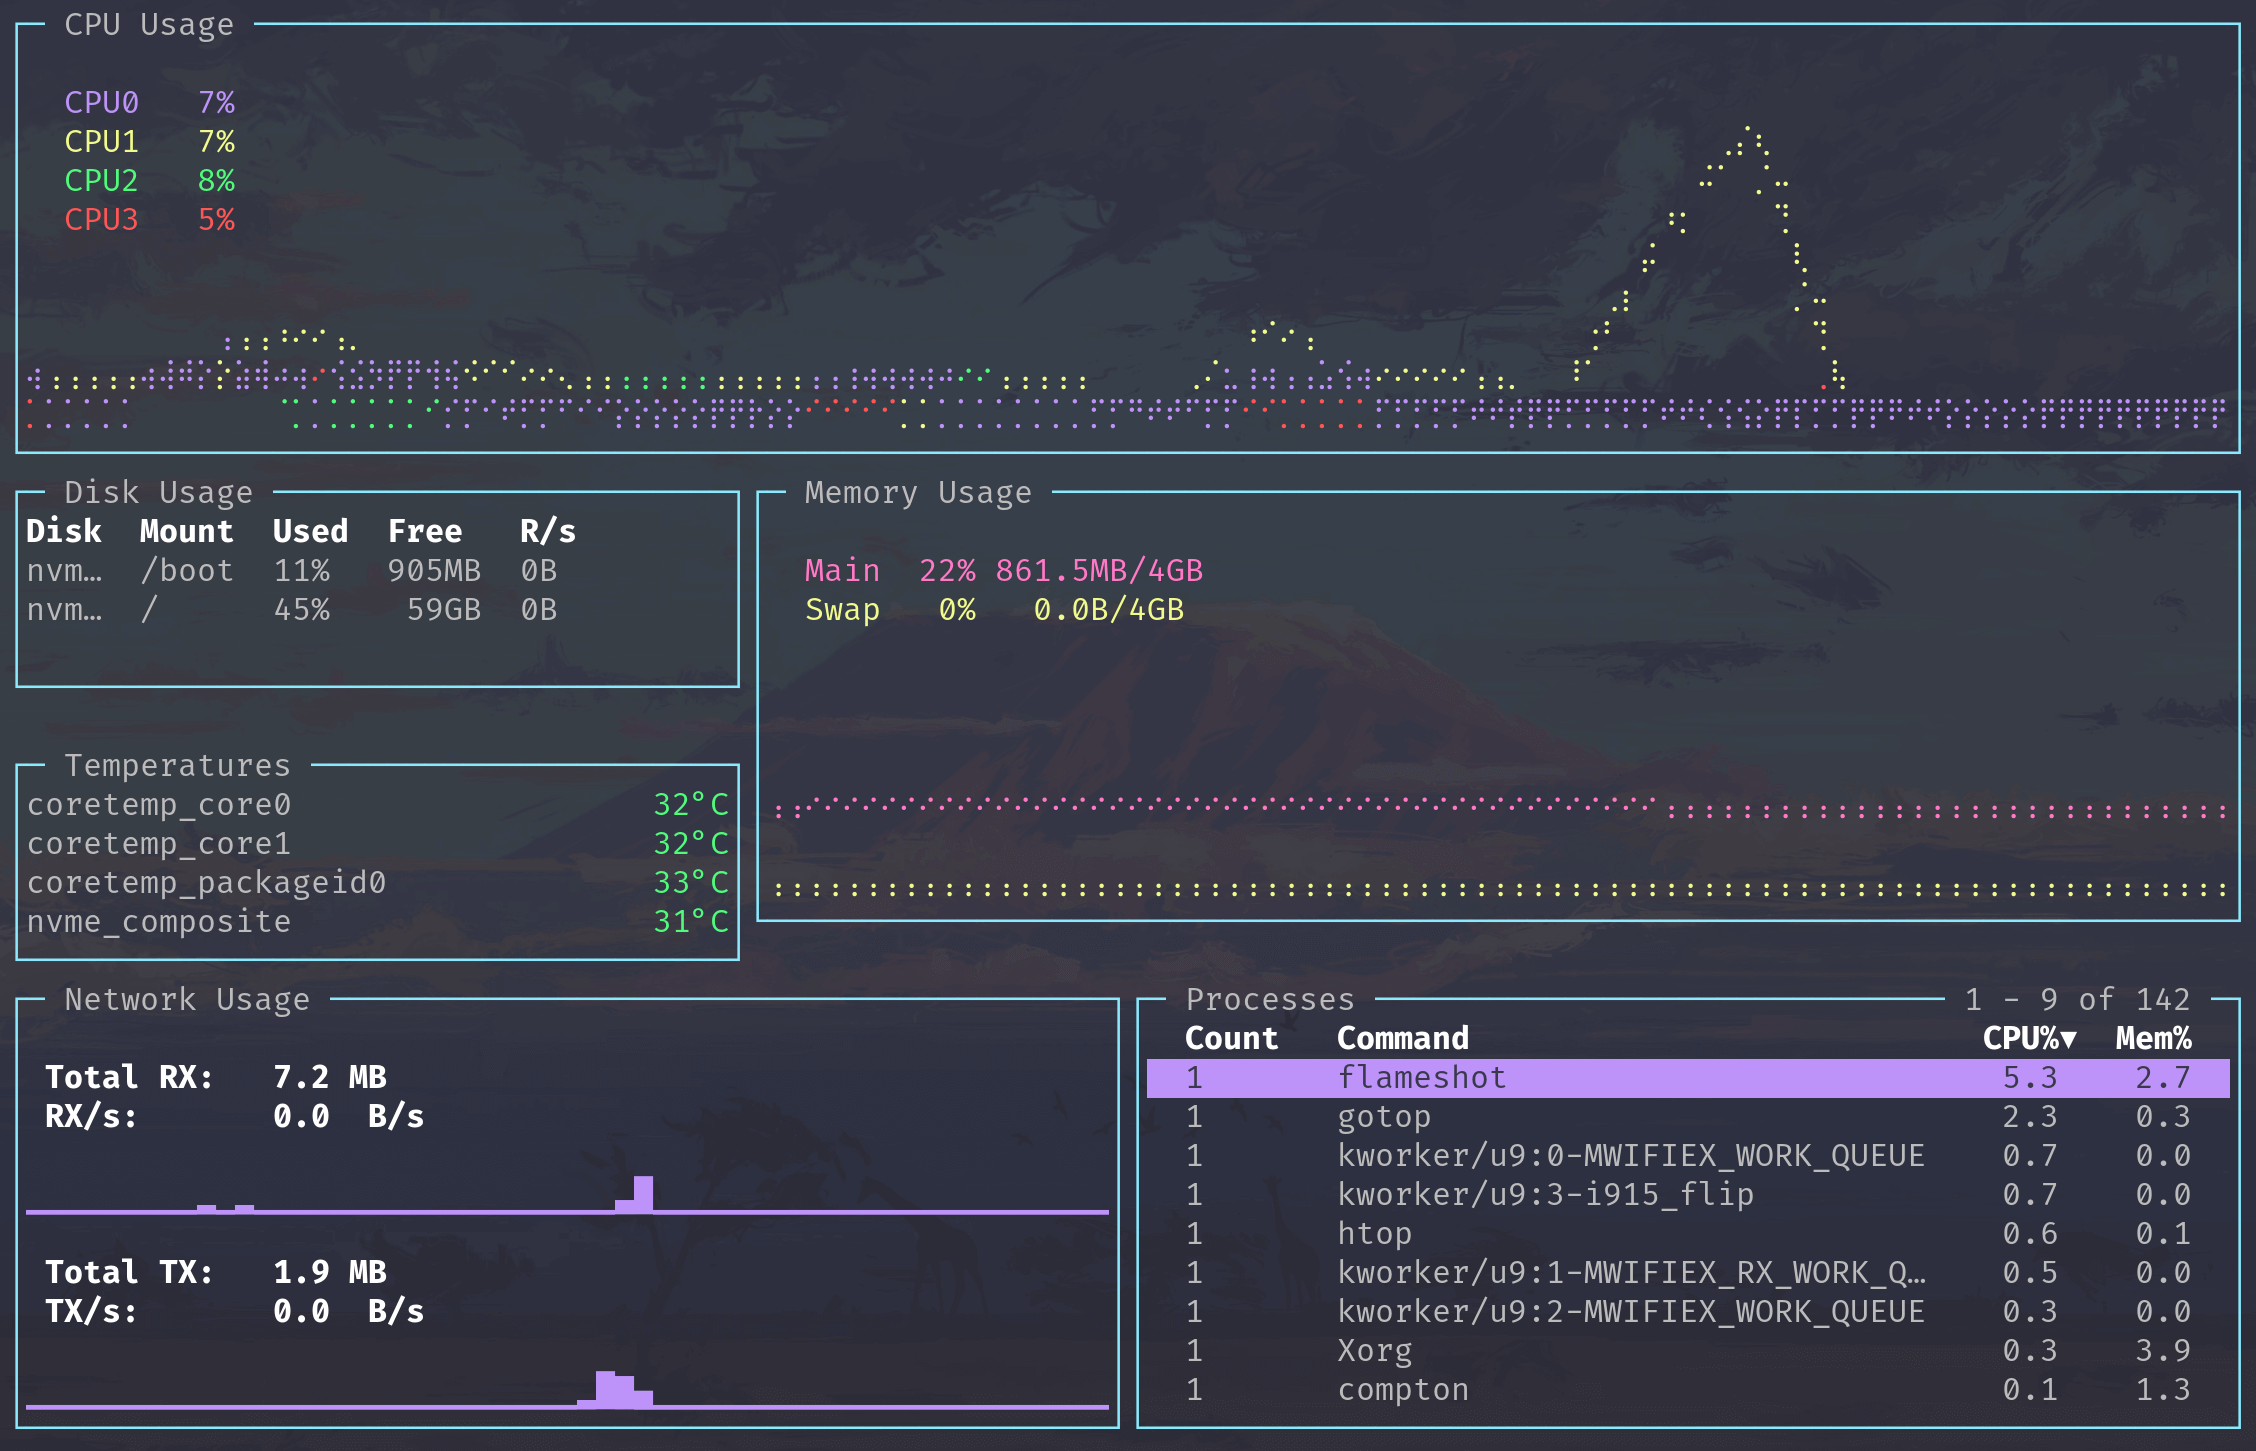 CPU Usage
CPU0 7%
CPU1 7%
CPU2 8%
CPU3 5%
Disk Usage
Disk Mount Used Free R/s
nvm… /boot 11% 905MB 0B
nvm… / 45% 59GB 0B
Memory Usage
Main 22% 861.5MB/4GB
Swap 0% 0.0B/4GB
Temperatures
coretemp_core0 32°C
coretemp_core1 32°C
coretemp_packageid0 33°C
nvme_composite 31°C
Network Usage
Total RX: 7.2 MB
RX/s: 0.0 B/s
Total TX: 1.9 MB
TX/s: 0.0 B/s
Processes 1 - 9 of 142
Count Command CPU%▼ Mem%
1 flameshot 5.3 2.7
1 gotop 2.3 0.3
1 kworker/u9:0-MWIFIEX_WORK_QUEUE 0.7 0.0
1 kworker/u9:3-i915_flip 0.7 0.0
1 htop 0.6 0.1
1 kworker/u9:1-MWIFIEX_RX_WORK_Q… 0.5 0.0
1 kworker/u9:2-MWIFIEX_WORK_QUEUE 0.3 0.0
1 Xorg 0.3 3.9
1 compton 0.1 1.3